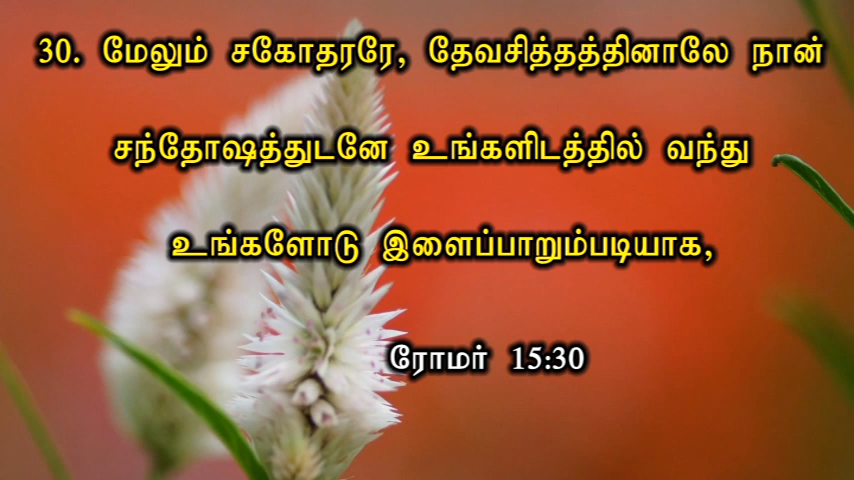 30. மேலும் சகோதரரே, தேவசித்தத்தினாலே நான்
சந்தோஷத்துடனே உங்களிடத்தில் வந்து
உங்களோடு இளைப்பாறும்படியாக,
ரோமர் 15:30